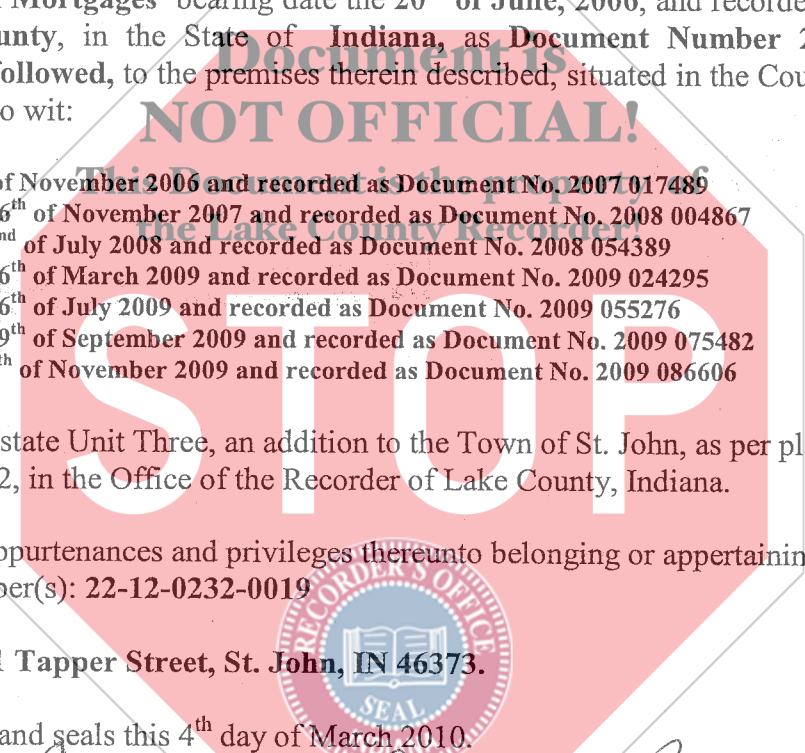 Mortgages bearing date the 20 of June, 2006, and recorde
unty, in the State of Indiana, as Document Number 2
Document is
ollowed, to the premises therein described, situated in the Cou
o wit:
NOT OFFICIAL!
This Document is the property of
of November 2006 and recorded as Document No. 2007 017489
6th of November 2007 and recorded as Document No. 2008 004867
the Lake County Recorder!
nd of July 2008 and recorded as Document No. 2008 054389
6th of March 2009 and recorded as Document No. 2009 024295
6th of July 2009 and recorded as Document No. 2009 055276
9th of September 2009 and recorded as Document No. 2009 075482
th of November 2009 and recorded as Document No. 2009 086606
STOP
state Unit Three, an addition to the Town of St. John, as per pl
2, in the Office of the Recorder of Lake County, Indiana.
ppurtenances and privileges thereunto belonging or appertainin
ber(s): 22-12-0232-0019
RECORDER'S OFFICE
Tapper Street, St. John, IN 46373.
SEAL
and seals this 4th day of March 2010.